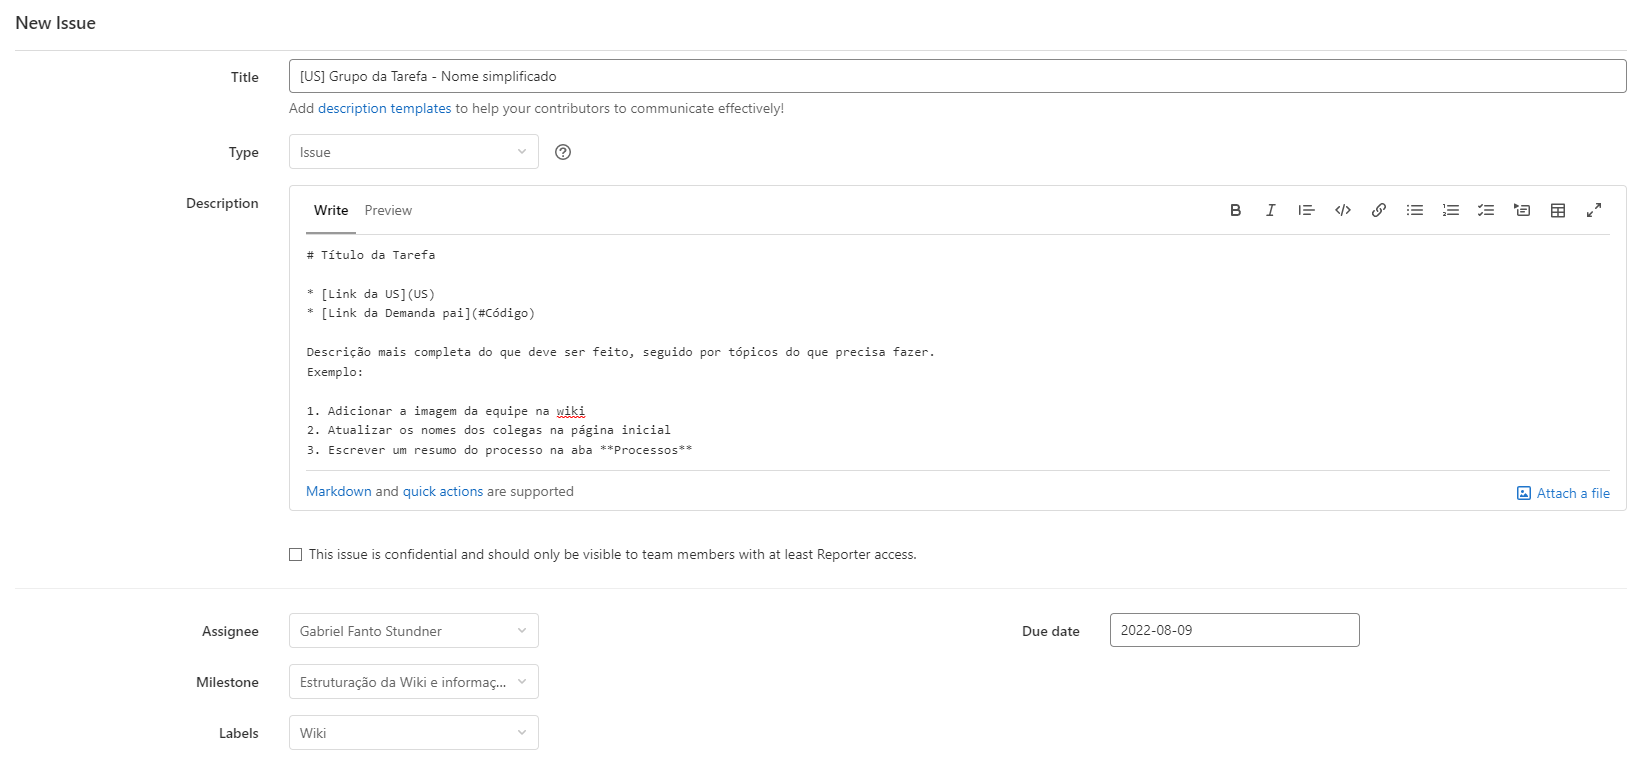 New Issue
Title
[US] Grupo da Tarefa - Nome simplificado
Add description templates to help your contributors to communicate effectively!
Type
Issue
Description
Write Preview
# Título da Tarefa
* [Link da US](US)
* [Link da Demanda pai](#Código)
Descrição mais completa do que deve ser feito, seguido por tópicos do que precisa fazer.
Exemplo:
1. Adicionar a imagem da equipe na wiki
2. Atualizar os nomes dos colegas na página inicial
3. Escrever um resumo do processo na aba **Processos**
Markdown and quick actions are supported
Attach a file
This issue is confidential and should only be visible to team members with at least Reporter access.
Assignee
Gabriel Fanto Stundner
Due date
2022-08-09
Milestone
Estruturação da Wiki e informaç...
Labels
Wiki